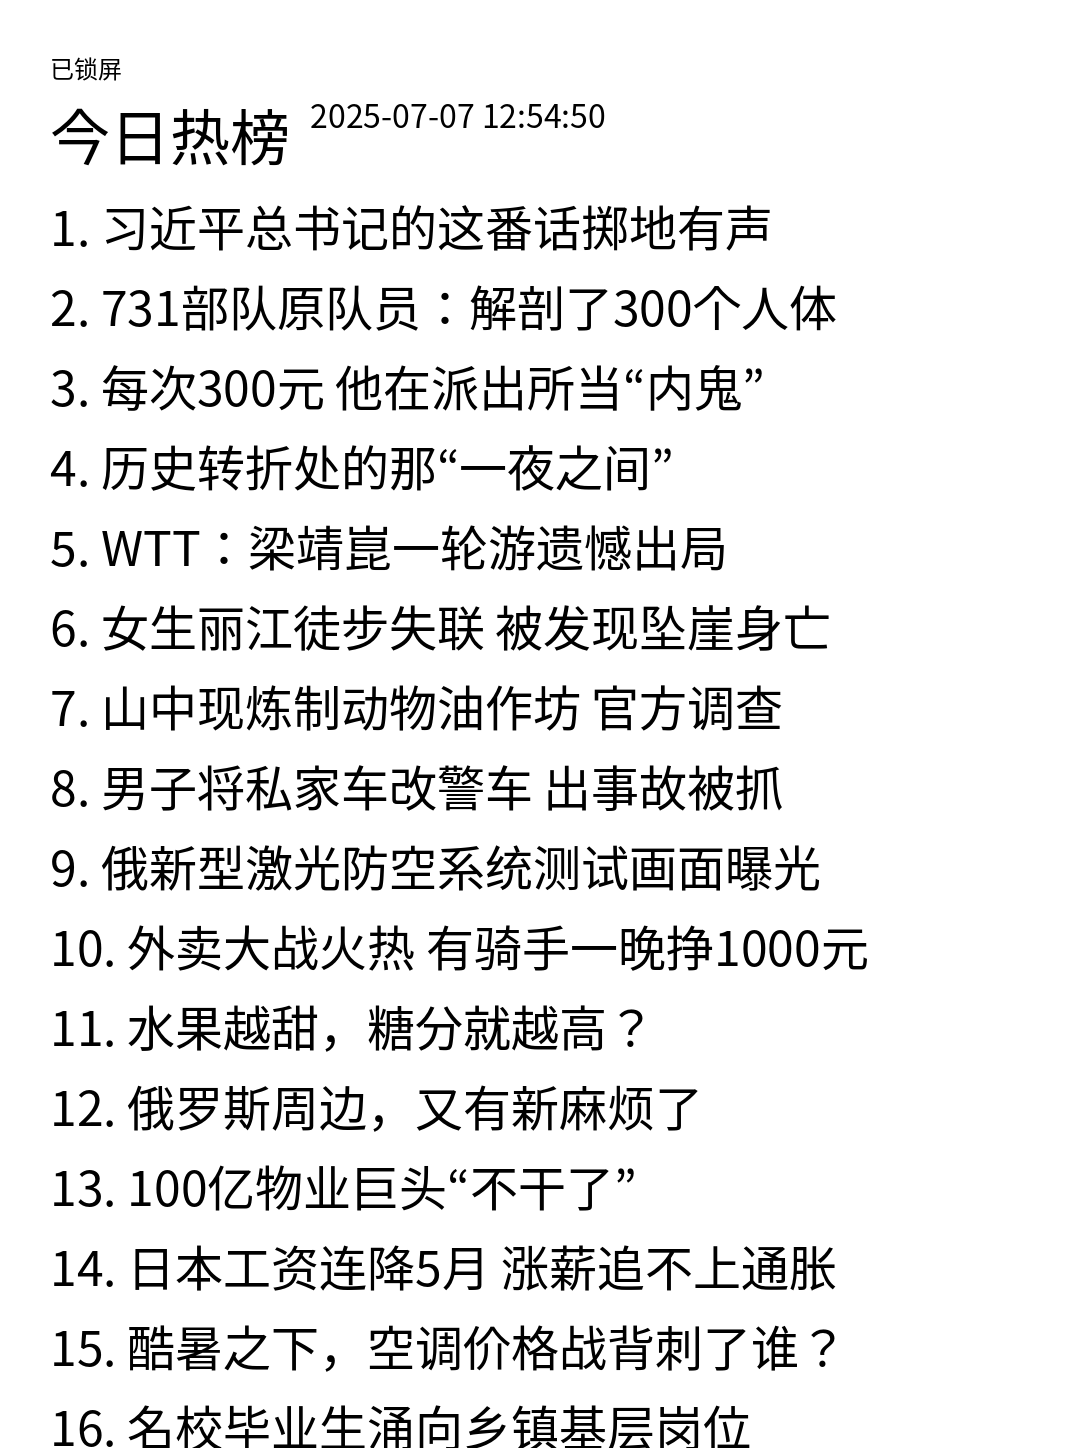 已锁屏
今日热榜 2025-07-07 12:54:50
1. 习近平总书记的这番话掷地有声
2. 731部队原队员：解剖了300个人体
3. 每次300元 他在派出所当“内鬼”
4. 历史转折处的那“一夜之间”
5. WTT：梁靖崑一轮游遗憾出局
6. 女生丽江徒步失联 被发现坠崖身亡
7. 山中现炼制动物油作坊 官方调查
8. 男子将私家车改警车 出事故被抓
9. 俄新型激光防空系统测试画面曝光
10. 外卖大战火热 有骑手一晚挣1000元
11. 水果越甜，糖分就越高？
12. 俄罗斯周边，又有新麻烦了
13. 100亿物业巨头“不干了”
14. 日本工资连降5月 涨薪追不上通胀
15. 酷暑之下，空调价格战背刺了谁？
16. 名校毕业生涌向乡镇基层岗位